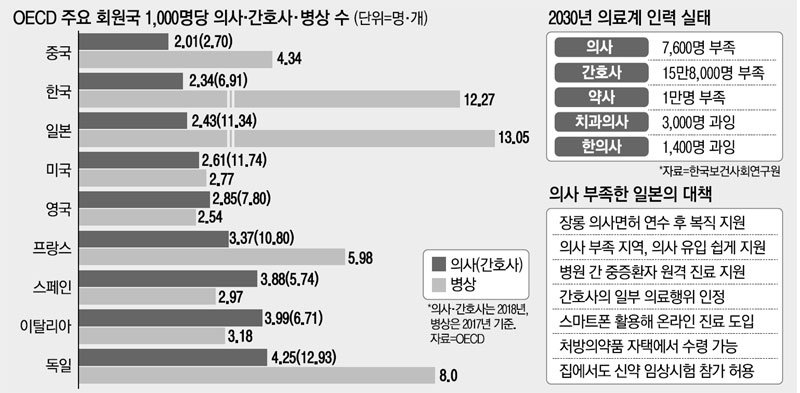 OECD 주요 회원국 1,000명당 의사·간호사·병상 수 (단위=명·개)
중국
2.01(2.70)
4.34
한국
2.34(6.91)
12.27
일본
2.43(11.34)
13.05
미국
2.61(11.74)
2.77
영국
2.85(7.80)
2.54
프랑스
3.37(10.80)
5.98
스페인
3.88(5.74)
2.97
이탈리아
3.99(6.71)
3.18
독일
4.25(12.93)
8.0
의사(간호사)
병상
*의사·간호사는 2018년,
병상은 2017년 기준.
자료=OECD
2030년 의료계 인력 실태
의사 7,600명 부족
간호사 15만8,000명 부족
약사 1만명 부족
치과의사 3,000명 과잉
한의사 1,400명 과잉
*자료=한국보건사회연구원
의사 부족한 일본의 대책
장롱 의사면허 연수 후 복직 지원
의사 부족 지역, 의사 유입 쉽게 지원
병원 간 중증환자 원격 진료 지원
간호사의 일부 의료행위 인정
스마트폰 활용해 온라인 진료 도입
처방의약품 자택에서 수령 가능
집에서도 신약 임상시험 참가 허용